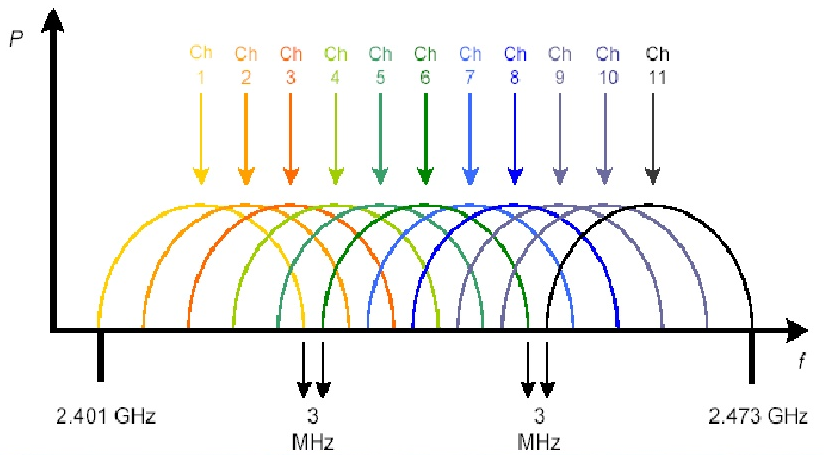 P
Ch Ch Ch Ch Ch Ch Ch Ch Ch Ch Ch
1 2 3 4 5 6 7 8 9 10 11
f
2.401 GHz 3 3 2.473 GHz
MHz MHz